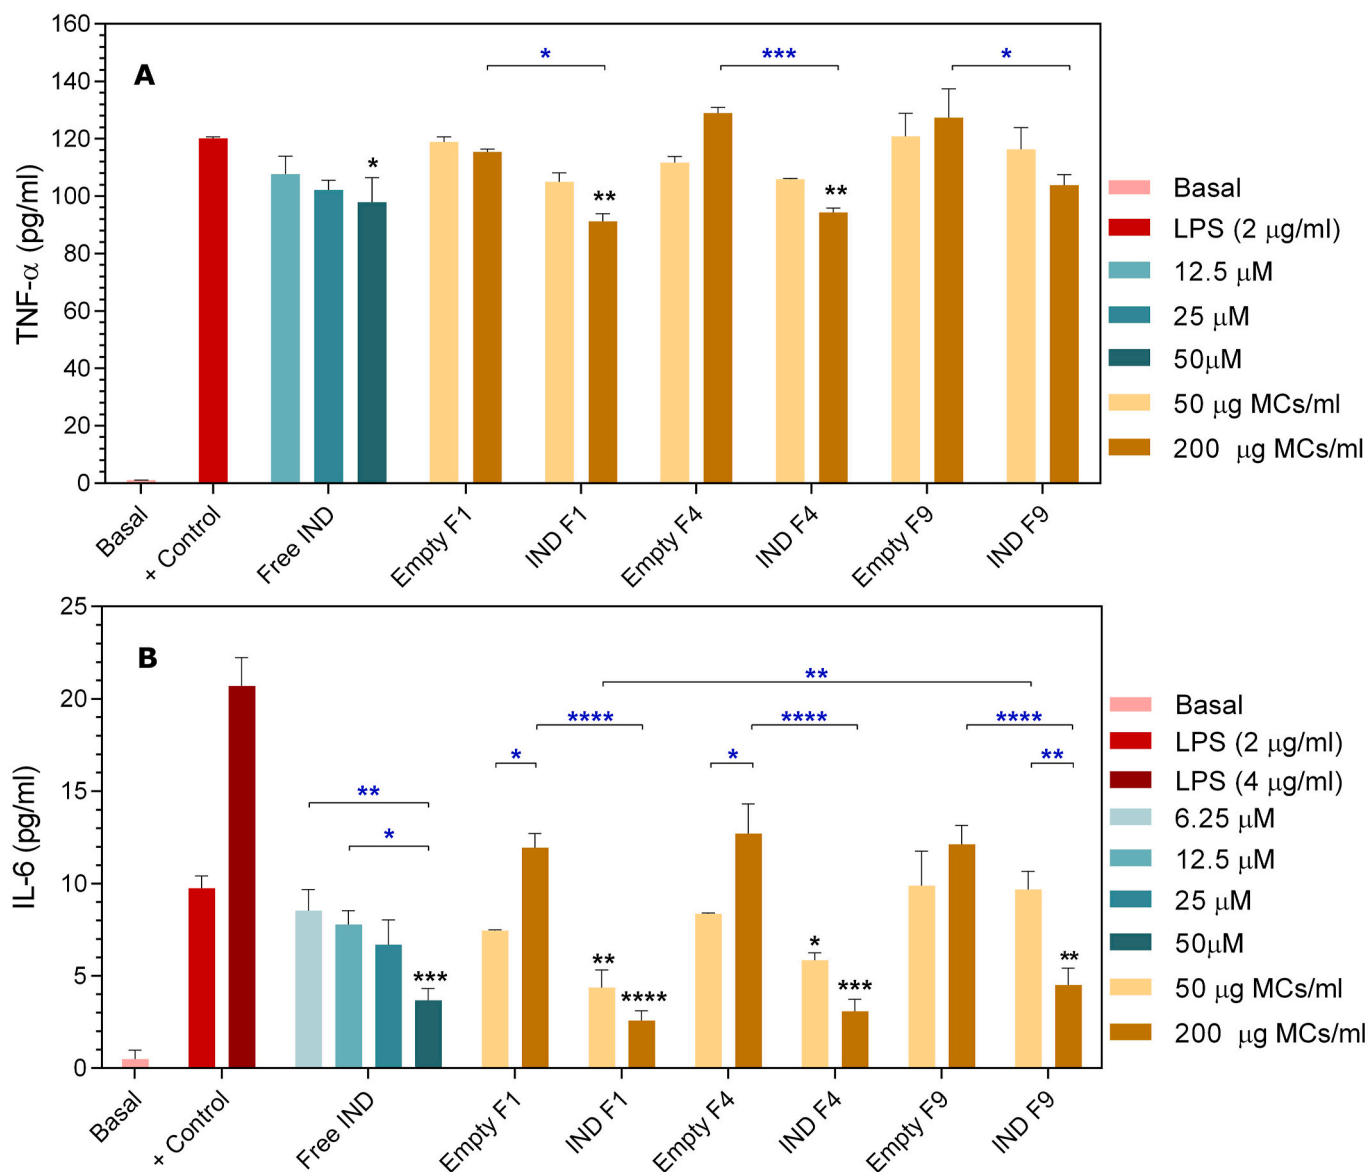 A
TNF-α (pg/ml)
160
140
120
100
80
60
40
20
0
*
***
*
*
**
**
Basal
+ Control
Free IND
Empty F1
IND F1
Empty F4
IND F4
Empty F9
IND F9
Basal
LPS (2 μg/ml)
12.5 μM
25 μM
50μM
50 μg MCs/ml
200 μg MCs/ml
B
IL-6 (pg/ml)
25
20
15
10
5
0
**
****
****
****
*
*
**
**
*
***
**
****
*
***
**
Basal
+ Control
Free IND
Empty F1
IND F1
Empty F4
IND F4
Empty F9
IND F9
Basal
LPS (2 μg/ml)
LPS (4 μg/ml)
6.25 μM
12.5 μM
25 μM
50μM
50 μg MCs/ml
200 μg MCs/ml